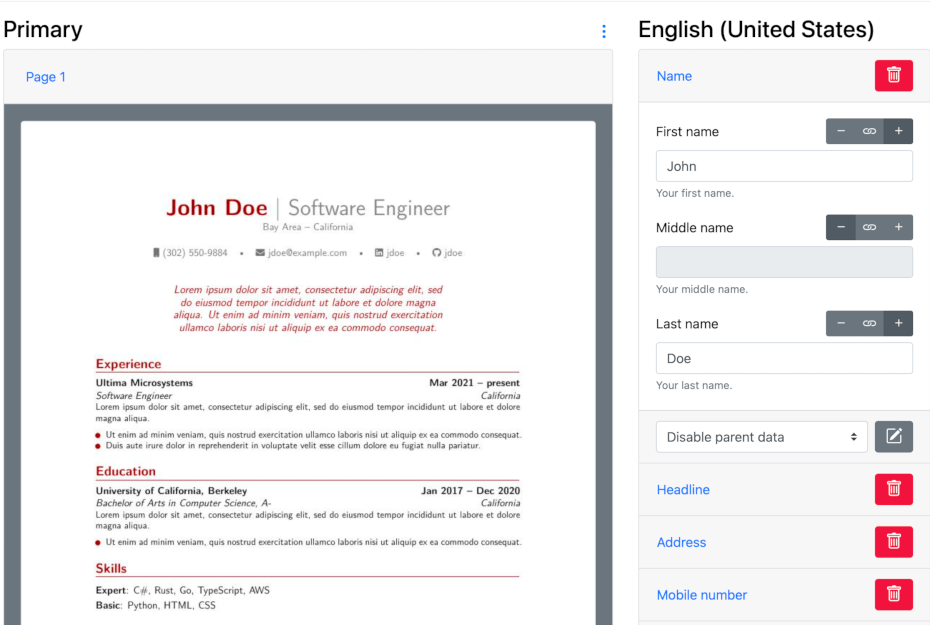 Primary
Page 1
John Doe | Software Engineer
Bay Area – California
(302) 550-9884 • jdoe@example.com • jdoe • jdoe
Lorem ipsum dolor sit amet, consectetur adipiscing elit, sed
do eiusmod tempor incididunt ut labore et dolore magna
aliqua. Ut enim ad minim veniam, quis nostrud exercitation
ullamco laboris nisi ut aliquip ex ea commodo consequat.
Experience
Ultima Microsystems Mar 2021 – present
Software Engineer California
Lorem ipsum dolor sit amet, consectetur adipiscing elit, sed do eiusmod tempor incididunt ut labore et dolore
magna aliqua.
• Ut enim ad minim veniam, quis nostrud exercitation ullamco laboris nisi ut aliquip ex ea commodo consequat.
• Duis aute irure dolor in reprehenderit in voluptate velit esse cillum dolore eu fugiat nulla pariatur.
Education
University of California, Berkeley Jan 2017 – Dec 2020
Bachelor of Arts in Computer Science, A- California
Lorem ipsum dolor sit amet, consectetur adipiscing elit, sed do eiusmod tempor incididunt ut labore et dolore
magna aliqua.
• Ut enim ad minim veniam, quis nostrud exercitation ullamco laboris nisi ut aliquip ex ea commodo consequat.
Skills
Expert: C#, Rust, Go, TypeScript, AWS
Basic: Python, HTML, CSS
English (United States)
Name
First name
John
Your first name.
Middle name
Your middle name.
Last name
Doe
Your last name.
Disable parent data
Headline
Address
Mobile number